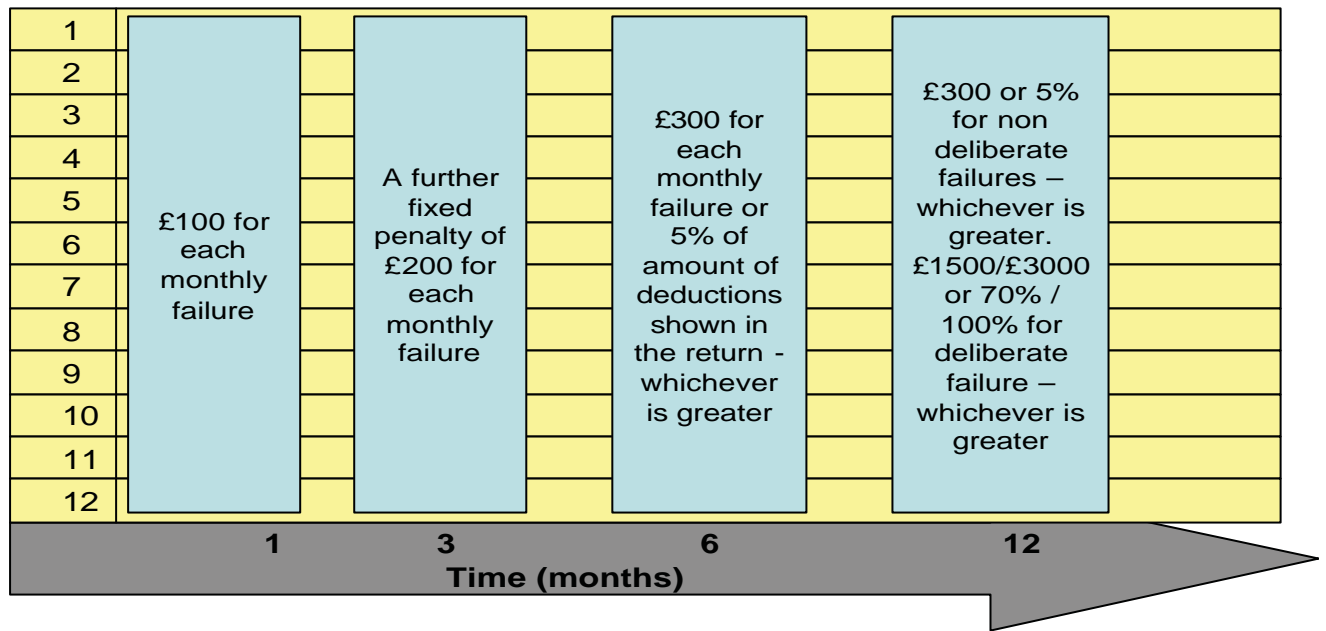 1
2
3
4
5
6
7
8
9
10
11
12
£100 for
each
monthly
failure
A further
fixed
penalty of
£200 for
each
monthly
failure
£300 for
each
monthly
failure or
5% of
amount of
deductions
shown in
the return -
whichever
is greater
£300 or 5%
for non
deliberate
failures –
whichever is
greater.
£1500/£3000
or 70% /
100% for
deliberate
failure –
whichever is
greater
1 3 6 12
Time (months)